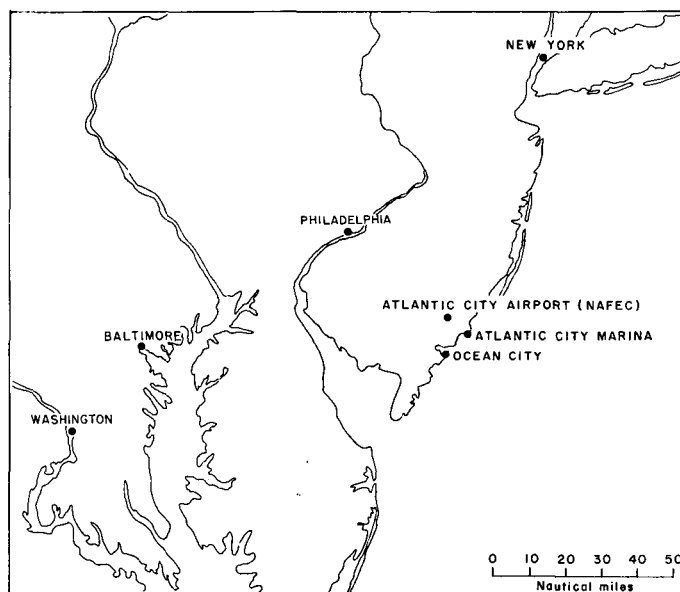 NEW YORK
PHILADELPHIA
ATLANTIC CITY AIRPORT (NAFEC)
BALTIMORE
ATLANTIC CITY MARINA
OCEAN CITY
WASHINGTON
0 10 20 30 40 50
Nautical miles